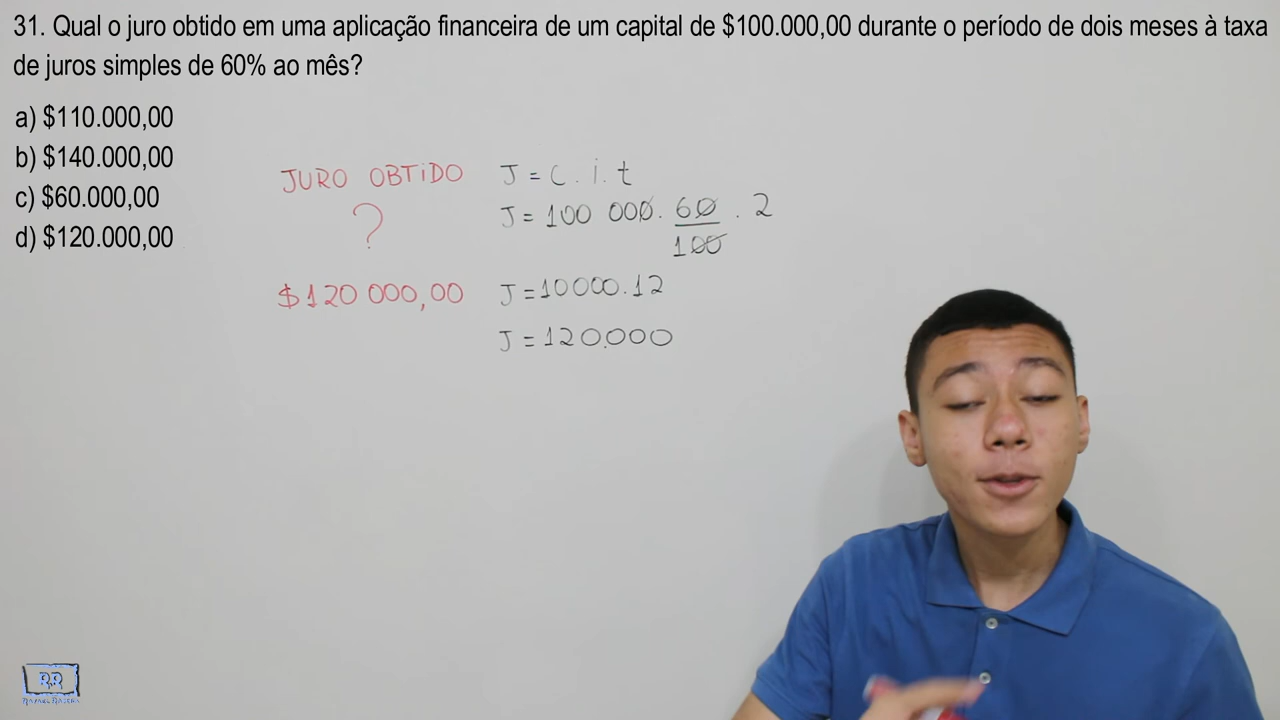 31. Qual o juro obtido em uma aplicação financeira de um capital de $100.000,00 durante o período de dois meses à taxa
de juros simples de 60% ao mês?
a) $110.000,00
b) $140.000,00
c) $60.000,00
d) $120.000,00
JURO OBTIDO
?
$120 000,00
J = C . i . t
J = 100 000 . 60 . 2
100
J = 10000.12
J = 120.000
RR
RAFAEL